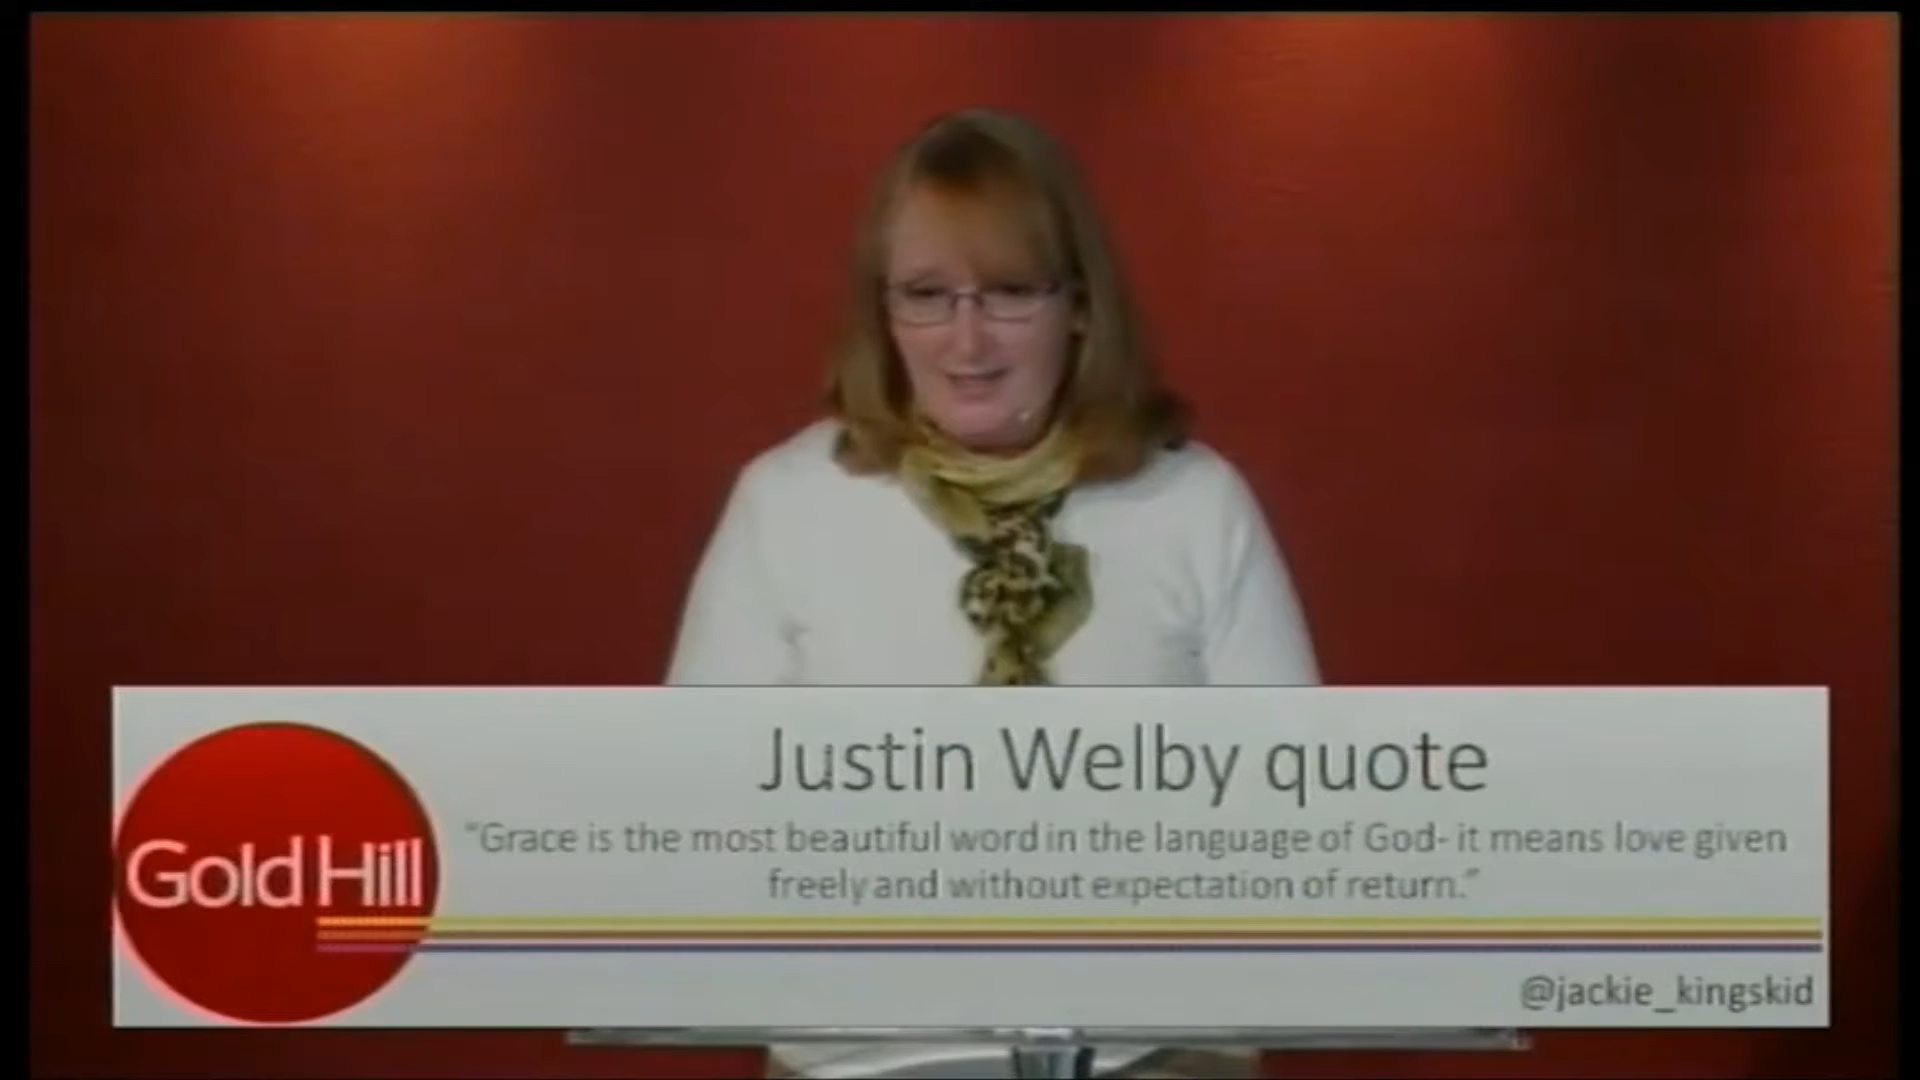 Justin Welby quote
"Grace is the most beautiful word in the language of God- it means love given
freely and without expectation of return."
Gold Hill
@jackie_kingskid